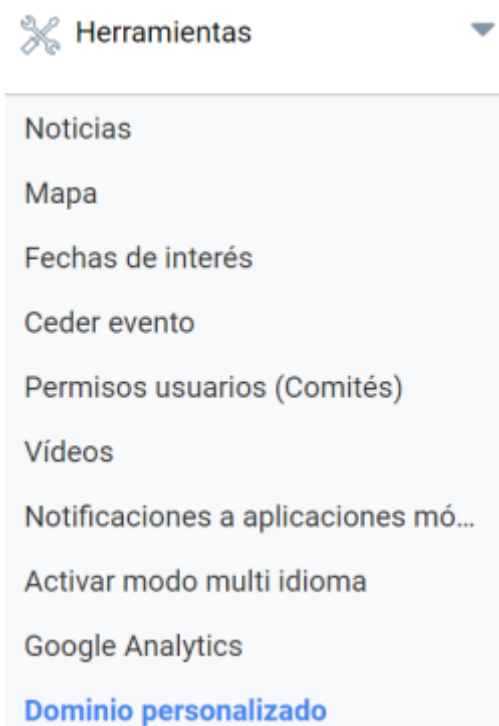 Herramientas
Noticias
Mapa
Fechas de interés
Ceder evento
Permisos usuarios (Comités)
Vídeos
Notificaciones a aplicaciones mó...
Activar modo multi idioma
Google Analytics
Dominio personalizado